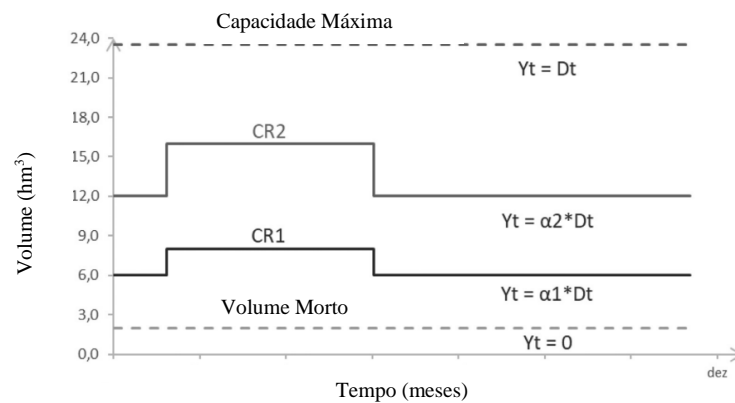 Capacidade Máxima
24,0
Yt = Dt
21,0
18,0
CR2
15,0
12,0
Yt = α2*Dt
9,0
CR1
6,0
Yt = α1*Dt
Volume Morto
3,0
Yt = 0
0,0
dez
Volume (hm³)
Tempo (meses)